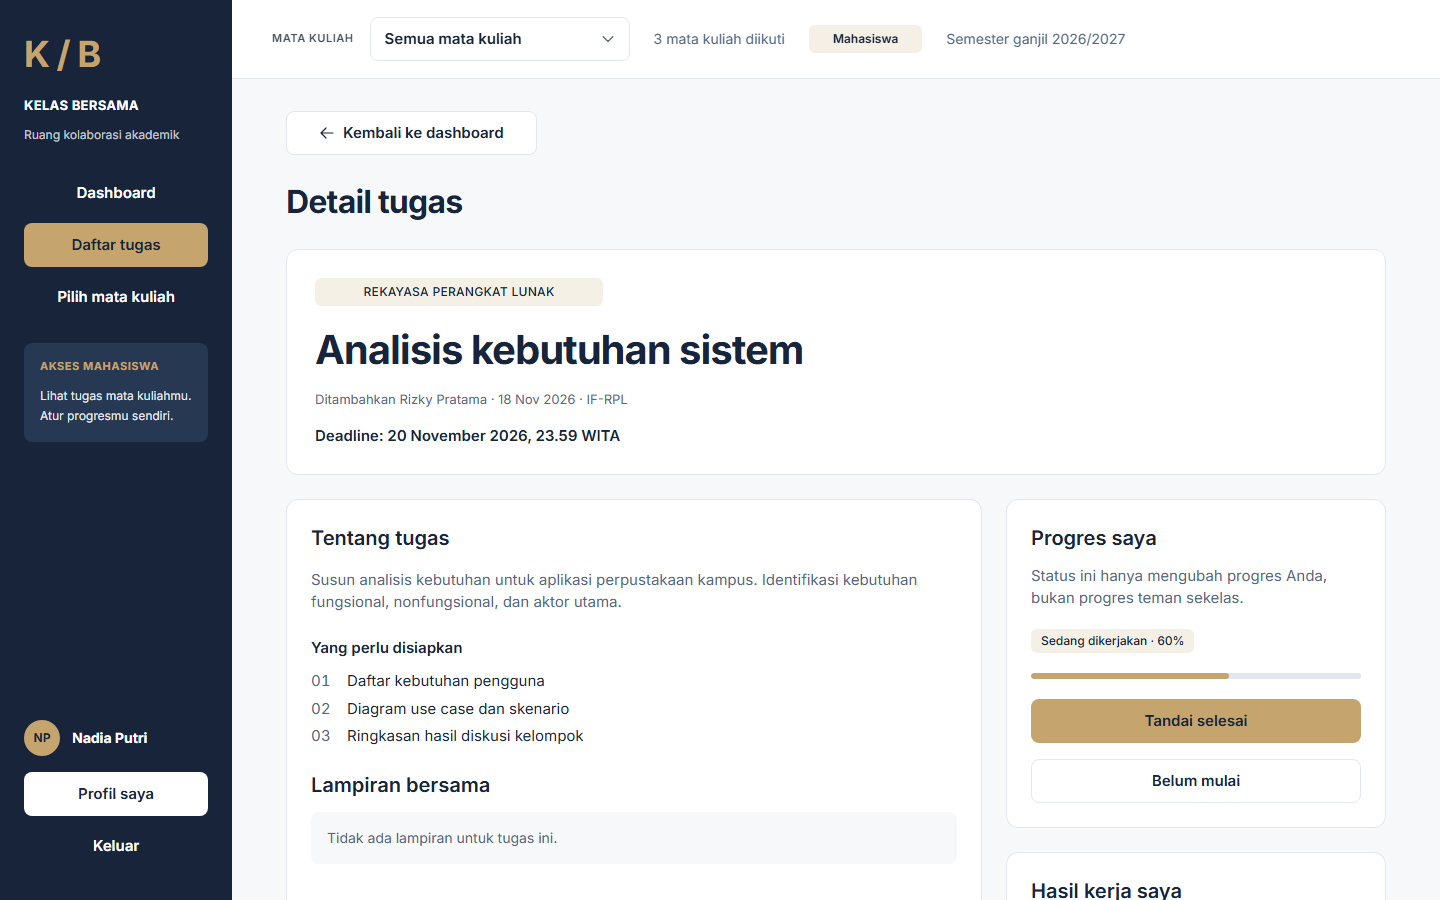 K / B
KELAS BERSAMA
Ruang kolaborasi akademik
Dashboard
Daftar tugas
Pilih mata kuliah
AKSES MAHASISWA
Lihat tugas mata kuliahmu.
Atur progresmu sendiri.
NP
Nadia Putri
Profil saya
Keluar
MATA KULIAH
Semua mata kuliah
3 mata kuliah diikuti
Mahasiswa
Semester ganjil 2026/2027
← Kembali ke dashboard
Detail tugas
REKAYASA PERANGKAT LUNAK
Analisis kebutuhan sistem
Ditambahkan Rizky Pratama · 18 Nov 2026 · IF-RPL
Deadline: 20 November 2026, 23.59 WITA
Tentang tugas
Susun analisis kebutuhan untuk aplikasi perpustakaan kampus. Identifikasi kebutuhan
fungsional, nonfungsional, dan aktor utama.
Yang perlu disiapkan
01 Daftar kebutuhan pengguna
02 Diagram use case dan skenario
03 Ringkasan hasil diskusi kelompok
Lampiran bersama
Tidak ada lampiran untuk tugas ini.
Progres saya
Status ini hanya mengubah progres Anda,
bukan progres teman sekelas.
Sedang dikerjakan · 60%
Tandai selesai
Belum mulai
Hasil kerja saya